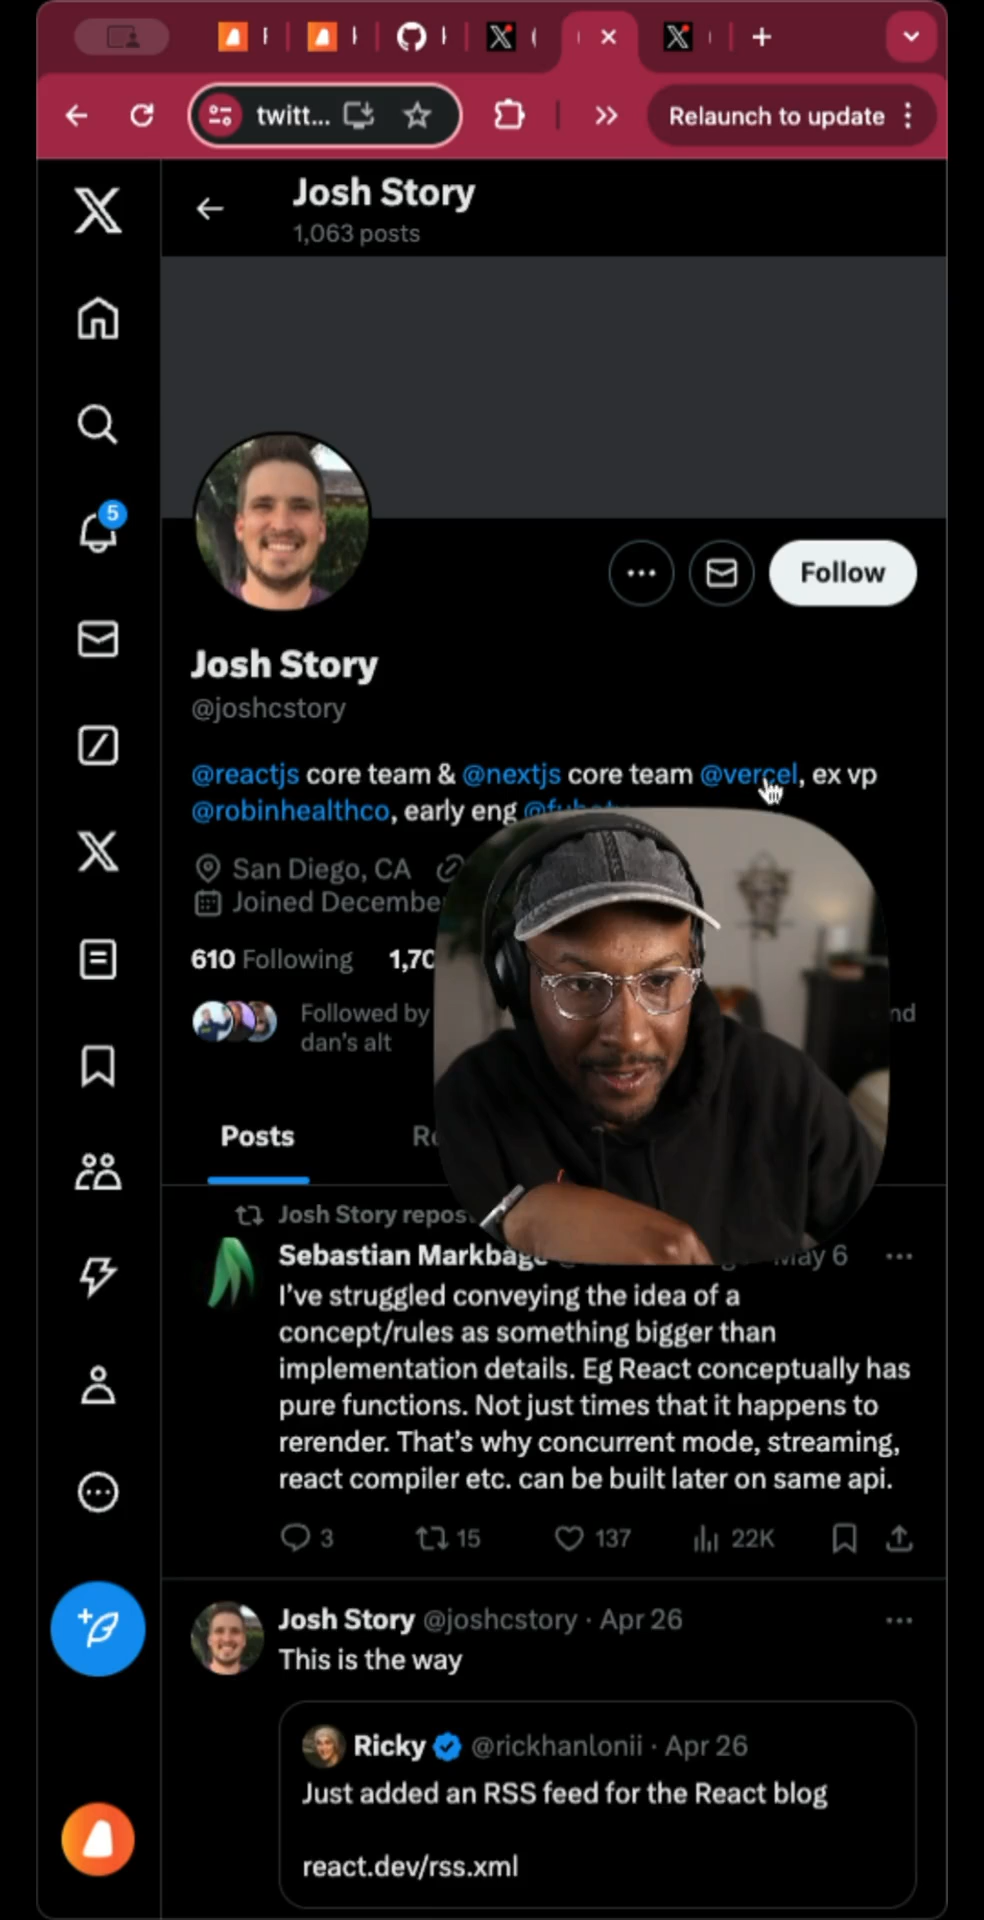 twitt...
Relaunch to update
Josh Story
1,063 posts
5
Follow
Josh Story
@joshcstory
@reactjs core team & @nextjs core team @vercel, ex vp
@robinhealthco, early eng
San Diego, CA
Joined
610 Following
Followed by
dan's alt
Posts
Josh Story
Sebastian
May 6
I've struggled conveying the idea of a
concept/rules as something bigger than
implementation details. Eg React conceptually has
pure functions. Not just times that it happens to
rerender. That's why concurrent mode, streaming,
react compiler etc. can be built later on same api.
3 15 137 22K
Josh Story @joshcstory · Apr 26
This is the way
Ricky @rickhanlonii · Apr 26
Just added an RSS feed for the React blog
react.dev/rss.xml